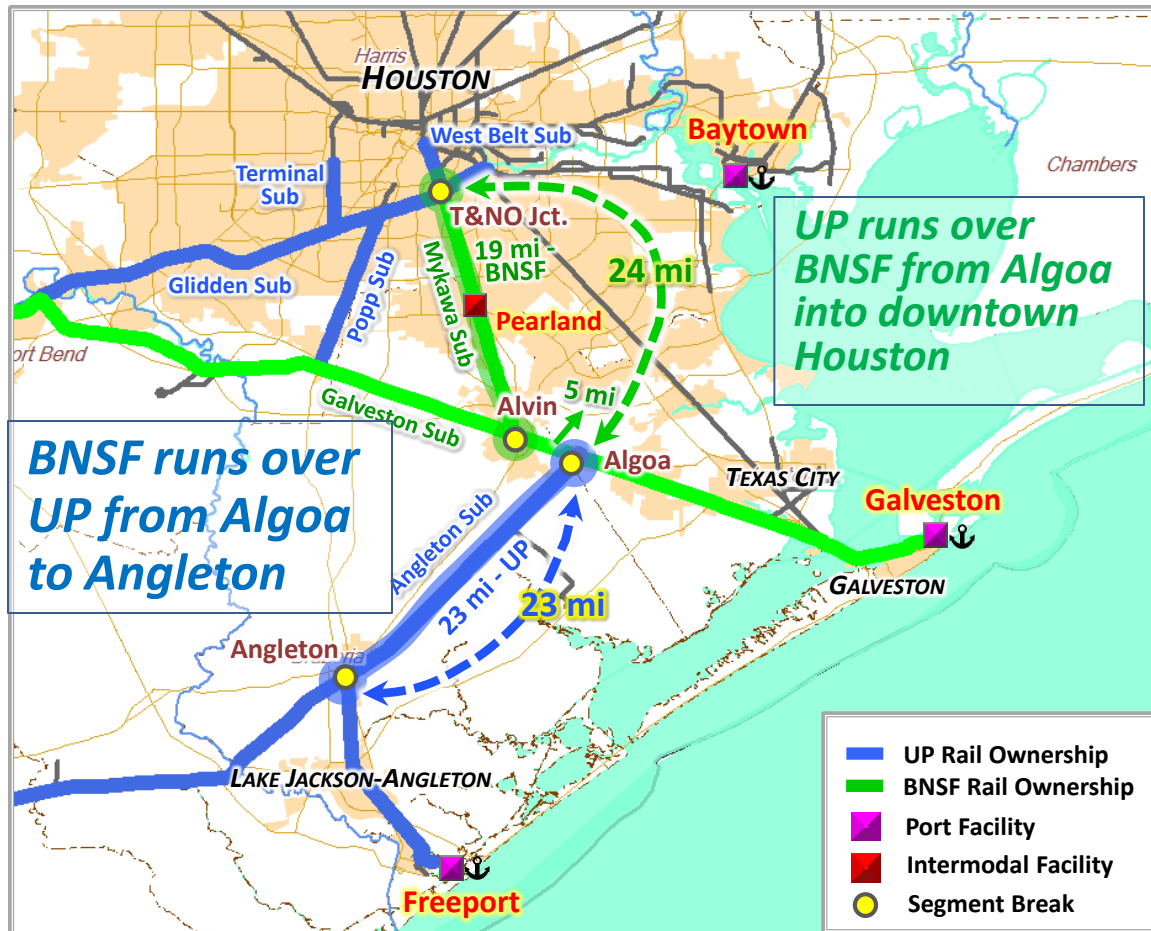 Harris
HOUSTON
West Belt Sub
Baytown
Chambers
Terminal
Sub
T&NO Jct.
19 mi -
BNSF
24 mi
UP runs over
BNSF from Algoa
into downtown
Houston
Glidden Sub
Popp Sub
Mykawa Sub
Pearland
ort Bend
5 mi
Alvin
Galveston Sub
Algoa
TEXAS CITY
BNSF runs over
UP from Algoa
to Angleton
Galveston
Angleton Sub
23 mi - UP
23 mi
GALVESTON
Angleton
LAKE JACKSON-ANGLETON
Freeport
UP Rail Ownership
BNSF Rail Ownership
Port Facility
Intermodal Facility
Segment Break